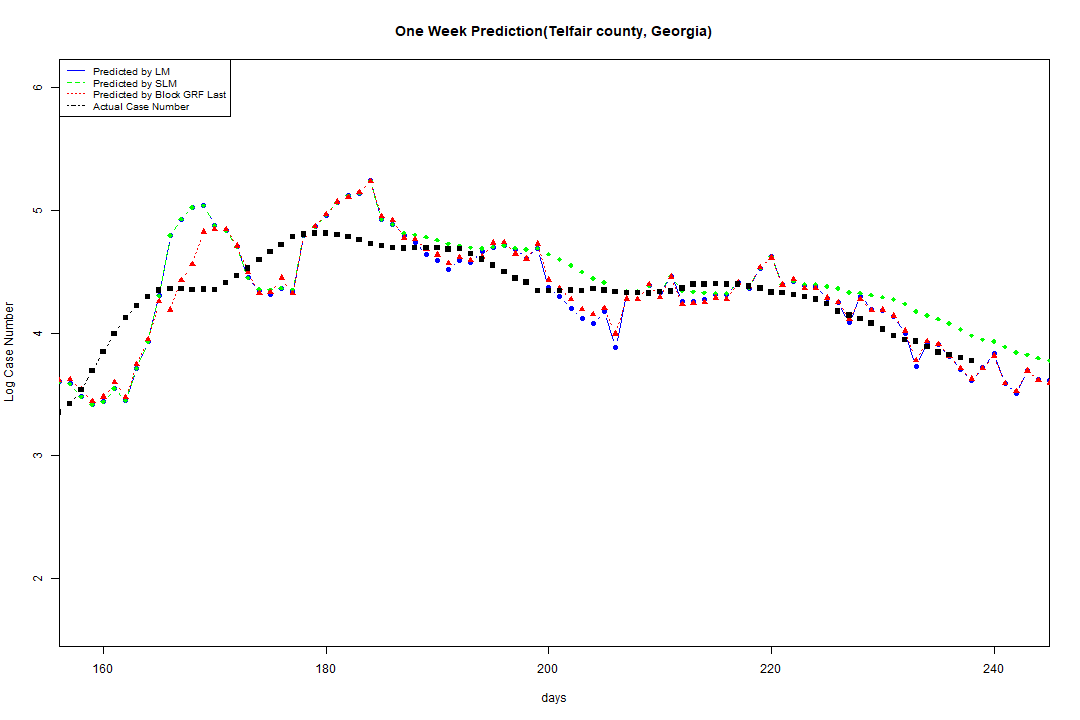 One Week Prediction(Telfair county, Georgia)
Predicted by LM
Predicted by SLM
Predicted by Block GRF Last
Actual Case Number
6
5
4
3
2
Log Case Number
160 180 200 220 240
days